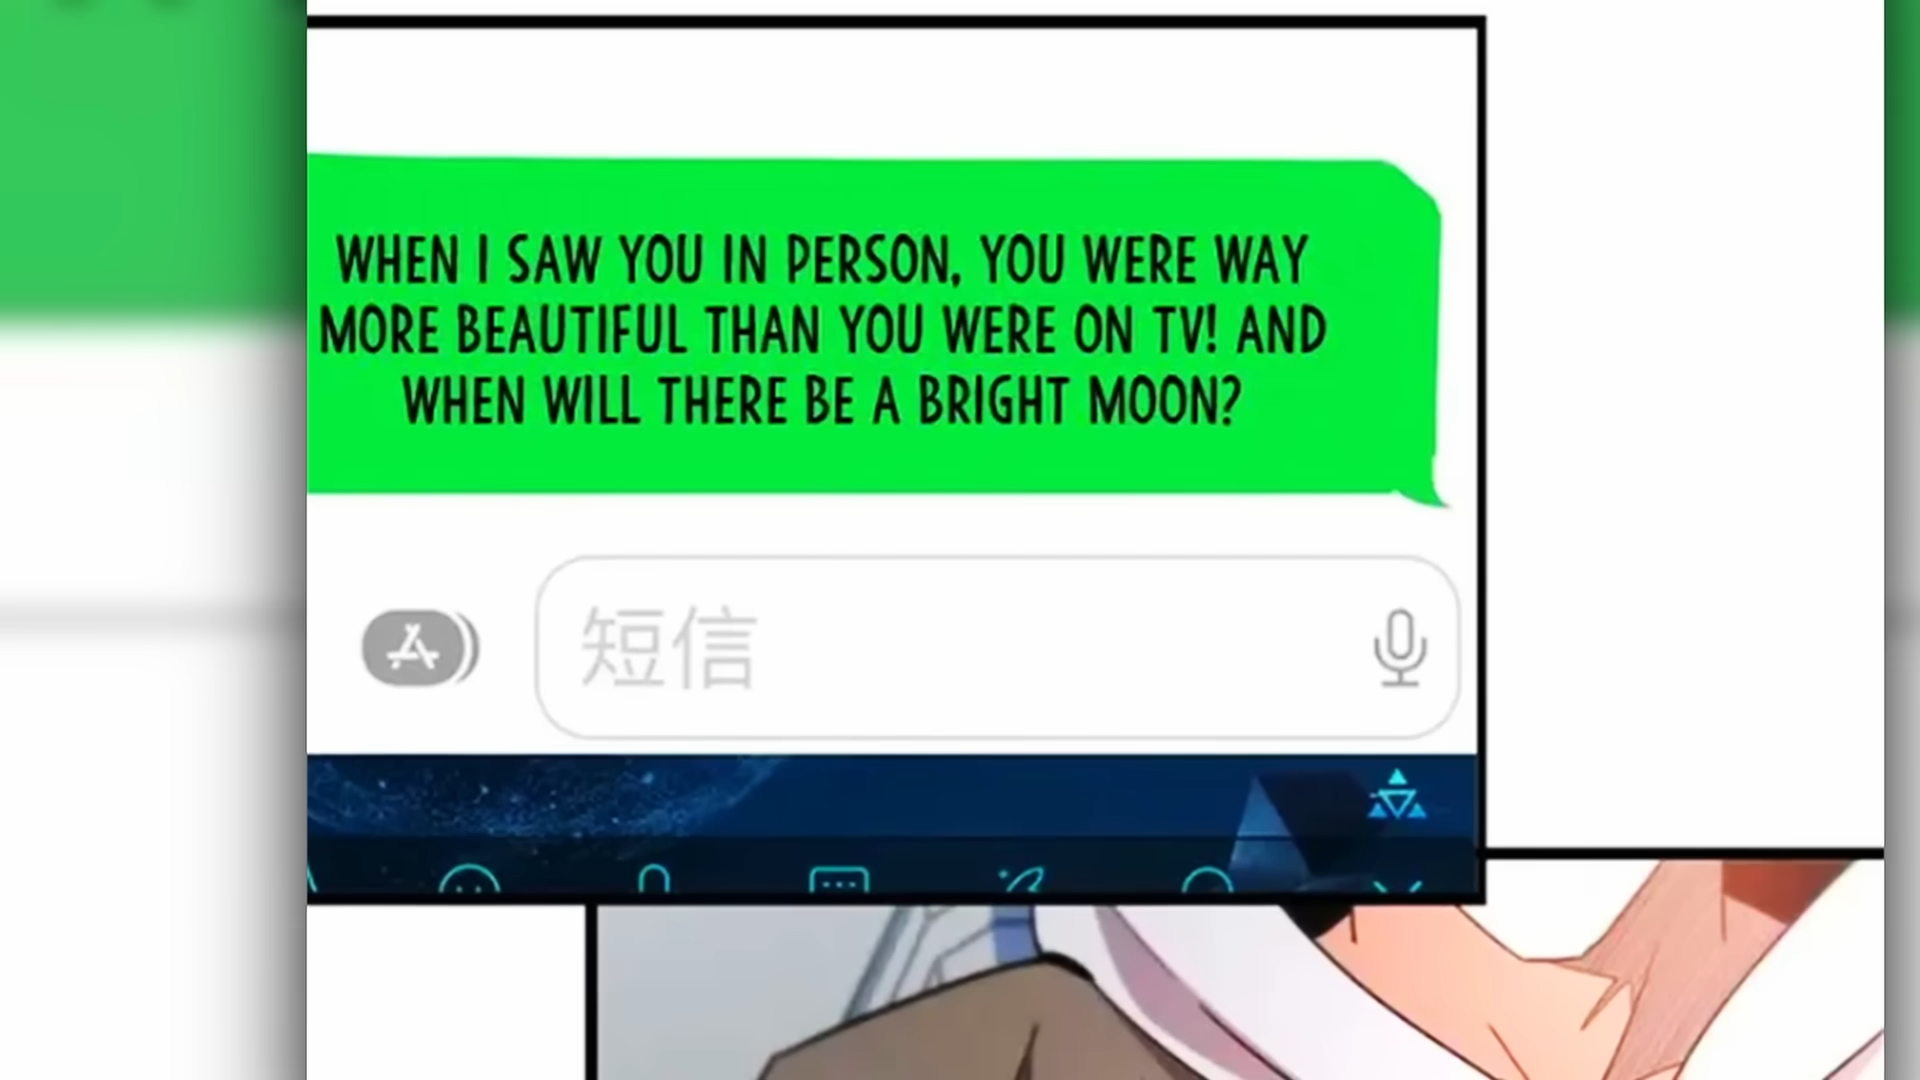 WHEN I SAW YOU IN PERSON, YOU WERE WAY
MORE BEAUTIFUL THAN YOU WERE ON TV! AND
WHEN WILL THERE BE A BRIGHT MOON?
短信